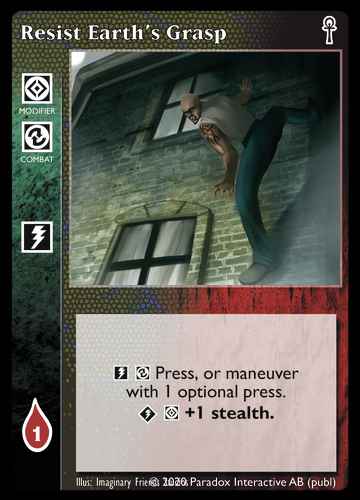 Resist Earth's Grasp
MODIFIER
COMBAT
Press, or maneuver
with 1 optional press.
+1 stealth.
1
Illus: Imaginary Friends © 2020 Paradox Interactive AB (publ)